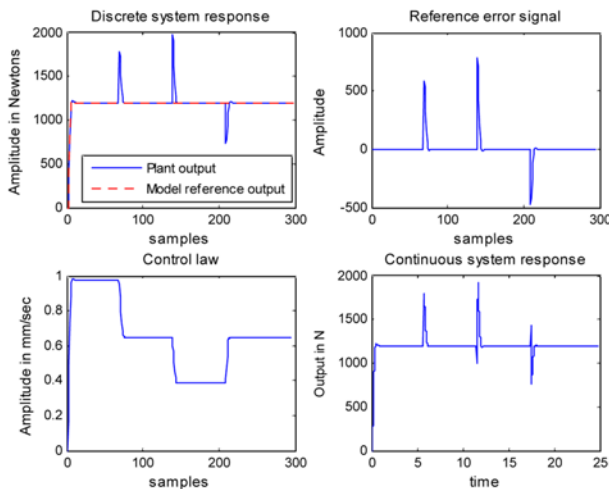 Discrete system response
Amplitude in Newtons
2000
1500
1000
500
0
0
100
200
300
samples
Plant output
Model reference output
Reference error signal
Amplitude
1000
500
0
-500
0
100
200
300
samples
Control law
Amplitude in mm/sec
1
0.8
0.6
0.4
0.2
0
0
100
200
300
samples
Continuous system response
Output in N
2000
1500
1000
500
0
0
5
10
15
20
25
time